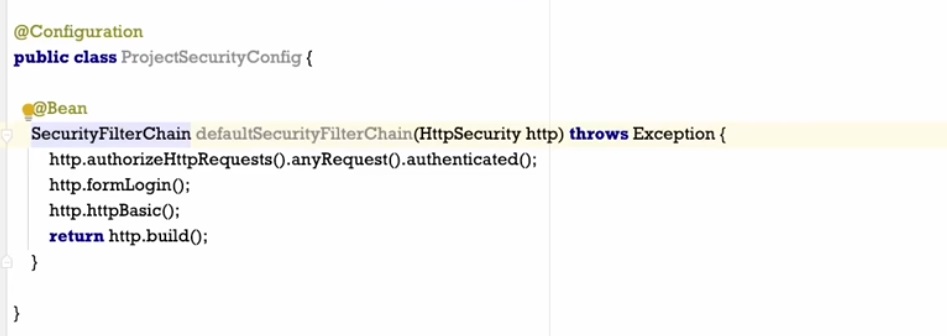 @Configuration
public class ProjectSecurityConfig {
@Bean
SecurityFilterChain defaultSecurityFilterChain(HttpSecurity http) throws Exception {
http.authorizeHttpRequests().anyRequest().authenticated();
http.formLogin();
http.httpBasic();
return http.build();
}
}